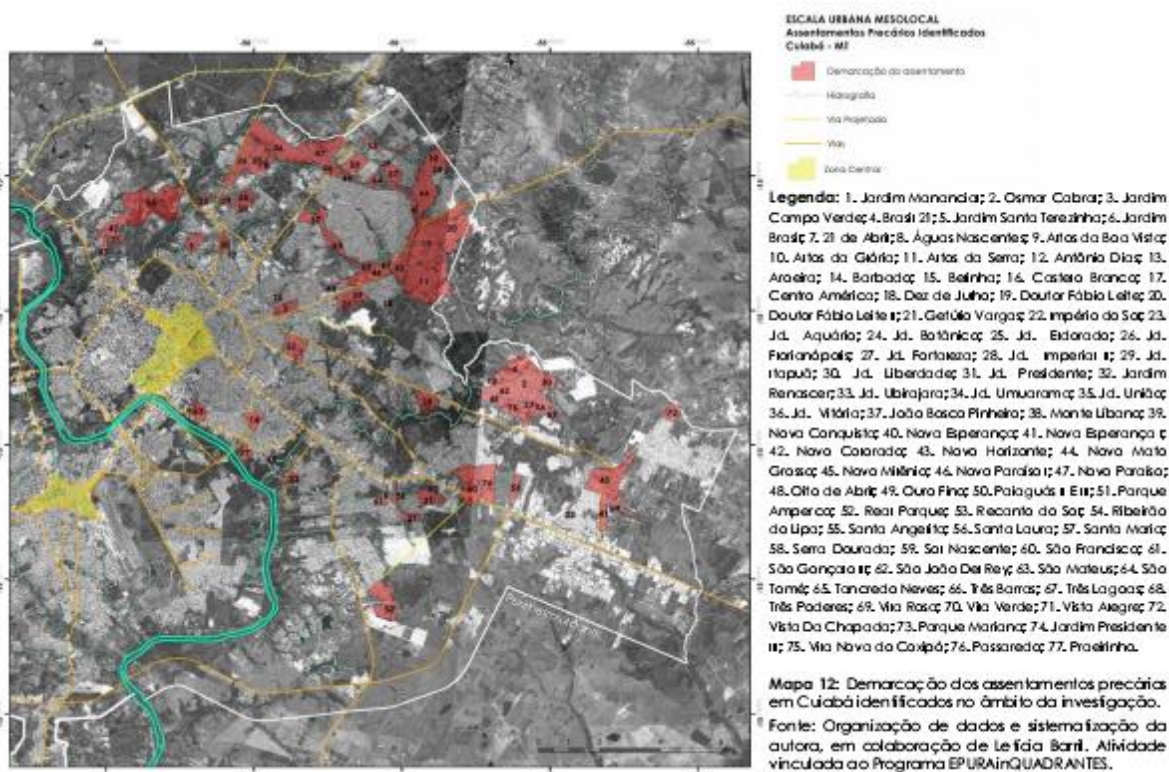 ESCALA URBANA MESOLOCAL
Assentamentos Precários Identificados
Cuiabá - MT
Demarcação do assentamento
Hidrografia
Via Projetada
Vias
Zona Central
Legenda: 1. Jardim Manancial; 2. Osmar Cabral; 3. Jardim
Campo Verde; 4. Brasil 21; 5. Jardim Santa Terezinha; 6. Jardim
Brasil; 7. 21 de Abril; 8. Águas Nascentes; 9. Altos da Boa Vista;
10. Altos da Glória; 11. Altos da Serra; 12. Antônio Dias; 13.
Aroeira; 14. Barbado; 15. Belinha; 16. Castelo Branco; 17.
Centro América; 18. Dez de Junho; 19. Doutor Fábio Leite; 20.
Doutor Fábio Leite II; 21. Getúlio Vargas; 22. Império do Sol; 23.
Jd. Aquário; 24. Jd. Botânico; 25. Jd. Eldorado; 26. Jd.
Florianópolis; 27. Jd. Fortaleza; 28. Jd. Imperial II; 29. Jd.
Itapuã; 30. Jd. Liberdade; 31. Jd. Presidente; 32. Jardim
Renascer; 33. Jd. Ubirajara; 34. Jd. Umuarama; 35. Jd. União;
36. Jd. Vitória; 37. João Bosco Pinheiro; 38. Monte Líbano; 39.
Nova Conquista; 40. Nova Esperança; 41. Nova Esperança I;
42. Novo Colorado; 43. Novo Horizonte; 44. Novo Mato
Grosso; 45. Novo Milênio; 46. Novo Paraíso I; 47. Novo Paraíso;
48. Oito de Abril; 49. Ouro Fino; 50. Paiaguás I E II; 51. Parque
Amperco; 52. Real Parque; 53. Recanto do Sol; 54. Ribeirão
do Lipa; 55. Santa Angelita; 56. Santa Laura; 57. Santa Maria;
58. Serra Dourada; 59. Sol Nascente; 60. São Francisco; 61.
São Gonçalo III; 62. São João Del Rey; 63. São Mateus; 64. São
Tomé; 65. Tancredo Neves; 66. Três Barras; 67. Três Lagoas; 68.
Três Poderes; 69. Vila Rosa; 70. Vila Verde; 71. Vista Alegre; 72.
Vista Da Chapada; 73. Parque Mariana; 74. Jardim Presidente
III; 75. Vila Nova do Coxipó; 76. Passaredo; 77. Praeirinho.
Mapa 12: Demarcação dos assentamentos precários
em Cuiabá identificados no âmbito da investigação.
Fonte: Organização de dados e sistematização da
autora, em colaboração de Letícia Barril. Atividade
vinculada ao Programa EPURAinQUADRANTES.